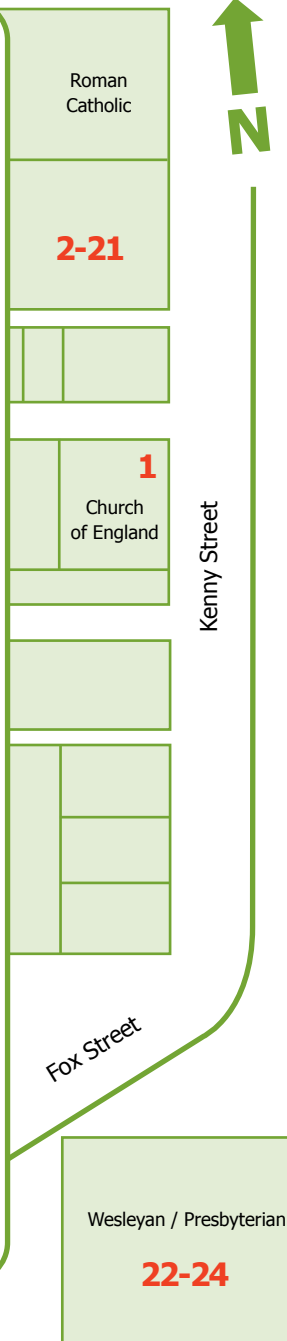 Roman
Catholic
N
2-21
1
Church
of England
Kenny Street
Fox Street
Wesleyan / Presbyterian
22-24